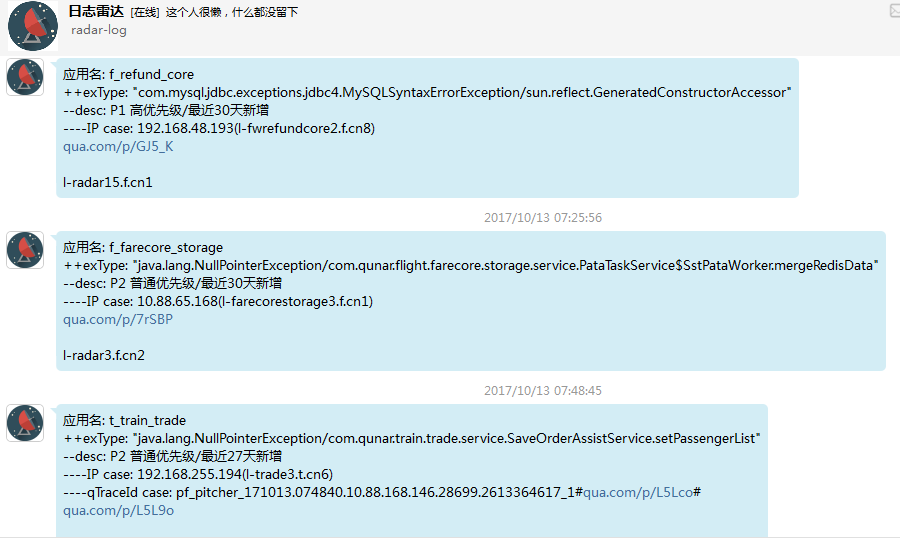 日志雷达 [在线] 这个人很懒，什么都没留下
radar-log
应用名: f_refund_core
++exType: "com.mysql.jdbc.exceptions.jdbc4.MySQLSyntaxErrorException/sun.reflect.GeneratedConstructorAccessor"
--desc: P1 高优先级/最近30天新增
----IP case: 192.168.48.193(l-fwrefundcore2.f.cn8)
qua.com/p/GJ5_K
l-radar15.f.cn1
2017/10/13 07:25:56
应用名: f_farecore_storage
++exType: "java.lang.NullPointerException/com.qunar.flight.farecore.storage.service.PataTaskService$SstPataWorker.mergeRedisData"
--desc: P2 普通优先级/最近30天新增
----IP case: 10.88.65.168(l-farecorestorage3.f.cn1)
qua.com/p/7rSBP
l-radar3.f.cn2
2017/10/13 07:48:45
应用名: t_train_trade
++exType: "java.lang.NullPointerException/com.qunar.train.trade.service.SaveOrderAssistService.setPassengerList"
--desc: P2 普通优先级/最近27天新增
----IP case: 192.168.255.194(l-trade3.t.cn6)
----qTraceId case: pf_pitcher_171013.074840.10.88.168.146.28699.2613364617_1#qua.com/p/L5Lco#
qua.com/p/L5L9o